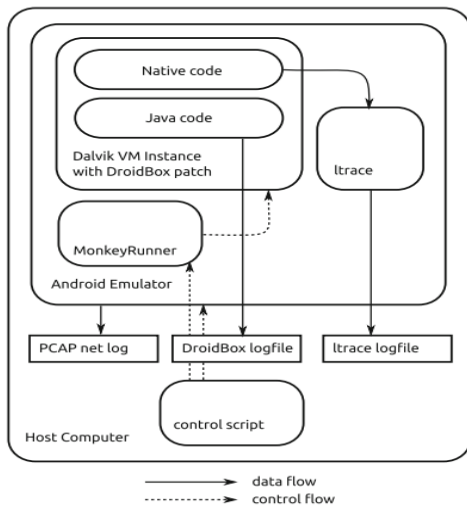 Native code
Java code
Dalvik VM Instance
with DroidBox patch
ltrace
MonkeyRunner
Android Emulator
PCAP net log
DroidBox logfile
ltrace logfile
control script
Host Computer
data flow
control flow